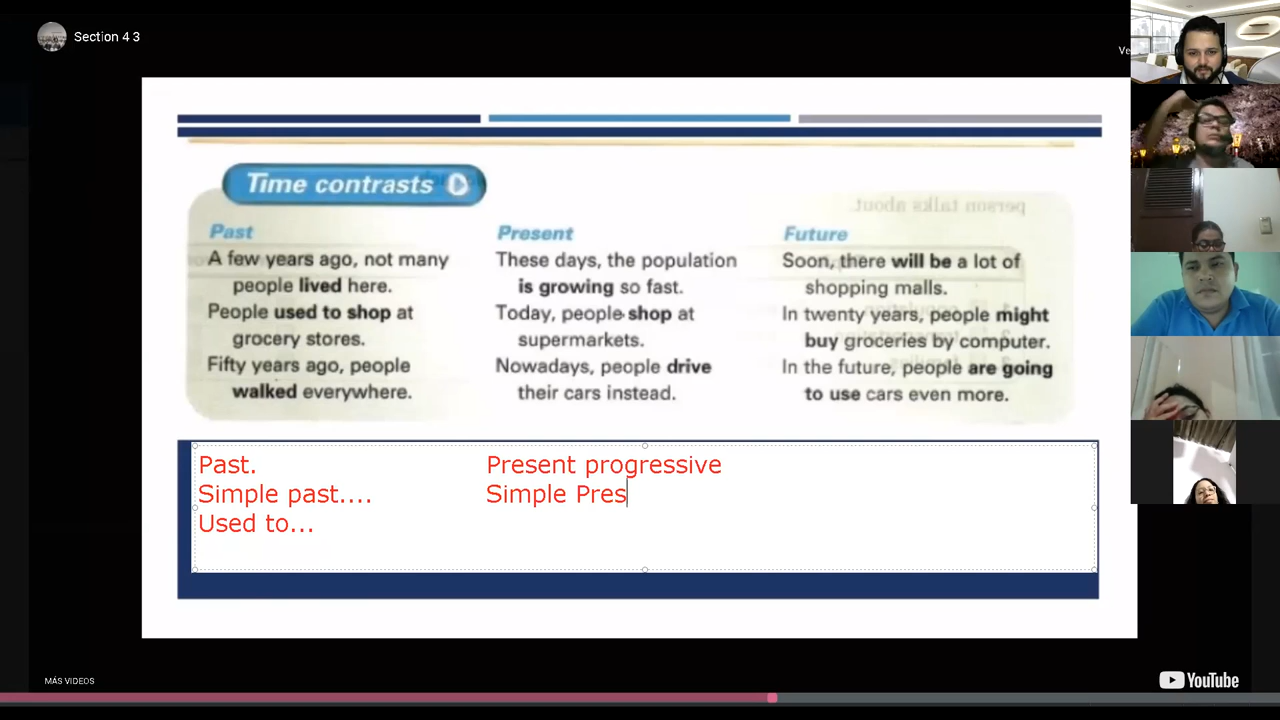 Section 4 3
Time contrasts
person talks about
Past
A few years ago, not many
people lived here.
People used to shop at
grocery stores.
Fifty years ago, people
walked everywhere.
Present
These days, the population
is growing so fast.
Today, people shop at
supermarkets.
Nowadays, people drive
their cars instead.
Future
Soon, there will be a lot of
shopping malls.
In twenty years, people might
buy groceries by computer.
In the future, people are going
to use cars even more.
Past.
Simple past....
Used to...
Present progressive
Simple Pres
MÁS VIDEOS
YouTube